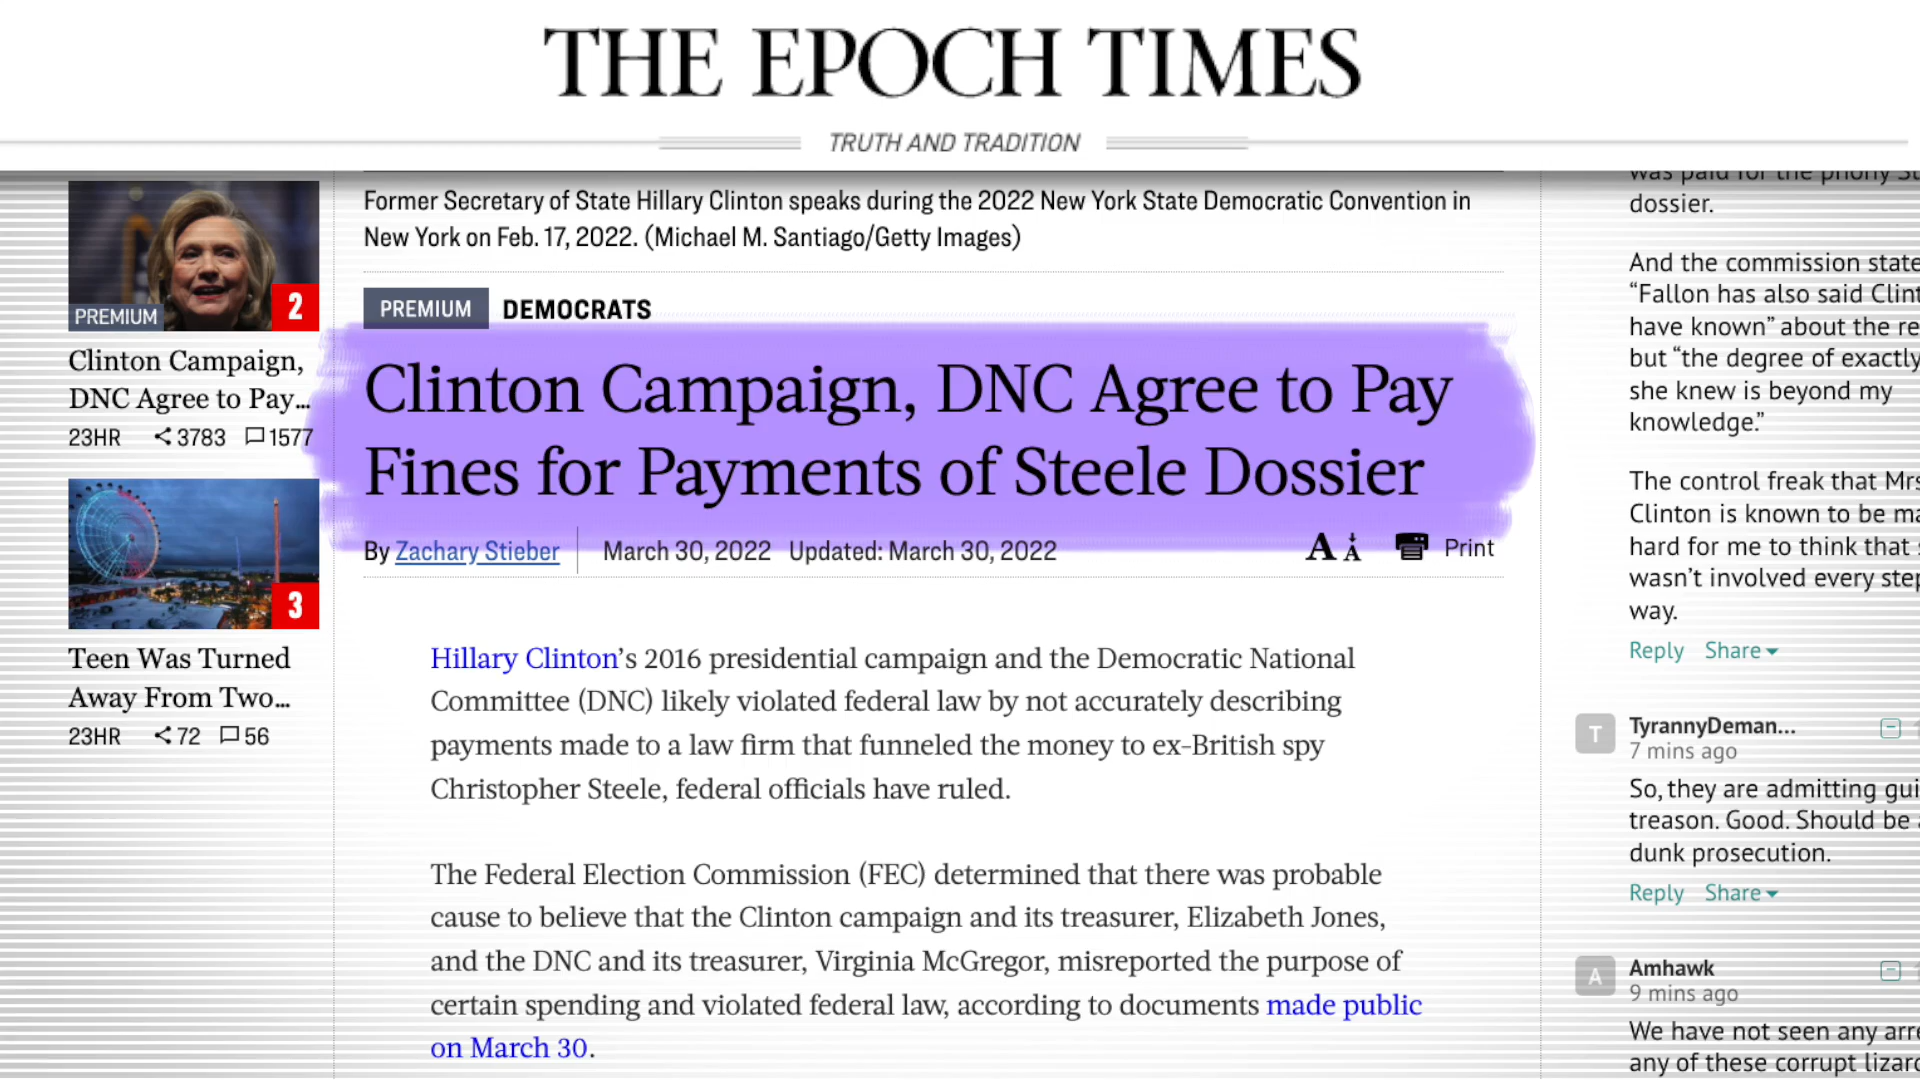 THE EPOCH TIMES
TRUTH AND TRADITION
PREMIUM
2
Clinton Campaign,
DNC Agree to Pay...
23HR 3783 1577
3
Teen Was Turned
Away From Two...
23HR 72 56
Former Secretary of State Hillary Clinton speaks during the 2022 New York State Democratic Convention in
New York on Feb. 17, 2022. (Michael M. Santiago/Getty Images)
PREMIUM DEMOCRATS
Clinton Campaign, DNC Agree to Pay
Fines for Payments of Steele Dossier
By Zachary Stieber March 30, 2022 Updated: March 30, 2022 A A Print
Hillary Clinton's 2016 presidential campaign and the Democratic National
Committee (DNC) likely violated federal law by not accurately describing
payments made to a law firm that funneled the money to ex-British spy
Christopher Steele, federal officials have ruled.
The Federal Election Commission (FEC) determined that there was probable
cause to believe that the Clinton campaign and its treasurer, Elizabeth Jones,
and the DNC and its treasurer, Virginia McGregor, misreported the purpose of
certain spending and violated federal law, according to documents made public
on March 30.
was paid for the phony
dossier.
And the commission state
"Fallon has also said
have known" about the
but "the degree of exactly
she knew is beyond my
knowledge."
The control freak that
Clinton is known to be
hard for me to think that
wasn't involved every
way.
Reply Share
T TyrannyDeman...
7 mins ago
So, they are admitting
treason. Good. Should be
dunk prosecution.
Reply Share
A Amhawk
9 mins ago
We have not seen any
any of these corrupt